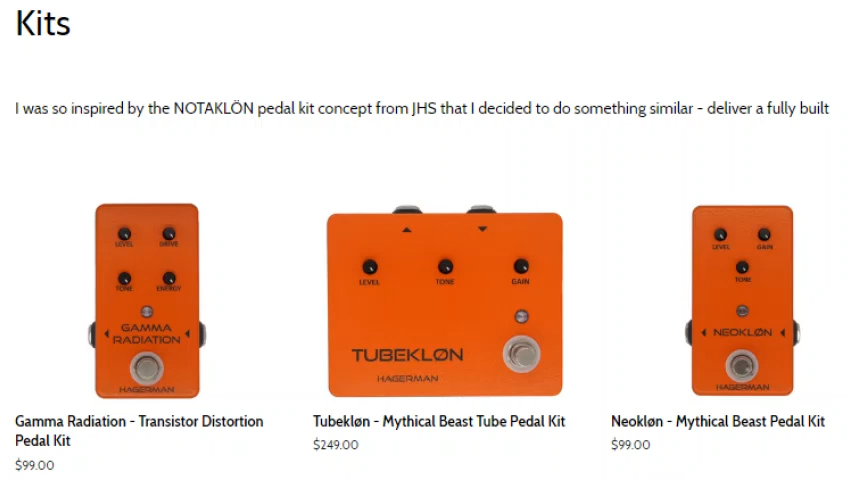 Kits
I was so inspired by the NOTAKLÖN pedal kit concept from JHS that I decided to do something similar - deliver a fully built
LEVEL DRIVE
TONE ENERGY
GAMMA
RADIATION
HAGERMAN
LEVEL TONE GAIN
TUBEKLØN
HAGERMAN
LEVEL GAIN
TONE
NEOKLØN
HAGERMAN
Gamma Radiation - Transistor Distortion
Pedal Kit
$99.00
Tubekløn - Mythical Beast Tube Pedal Kit
$249.00
Neokløn - Mythical Beast Pedal Kit
$99.00